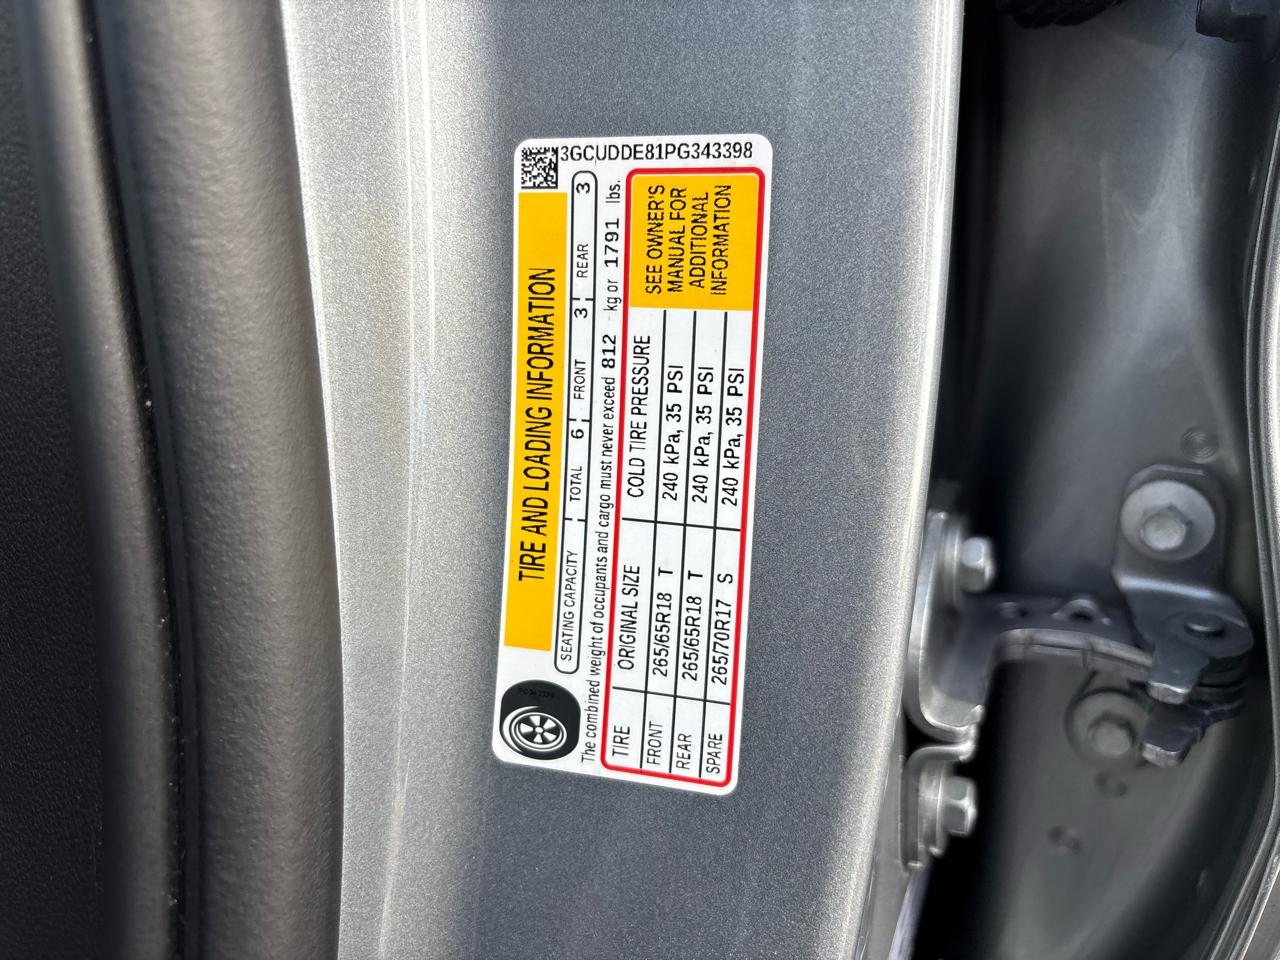 3GCUDDE81PG343398
TIRE AND LOADING INFORMATION
SEATING CAPACITY TOTAL 6 FRONT 3 REAR 3
The combined weight of occupants and cargo must never exceed 812 kg or 1791 lbs.
TIRE ORIGINAL SIZE COLD TIRE PRESSURE
FRONT 265/65R18 T 240 kPa, 35 PSI
REAR 265/65R18 T 240 kPa, 35 PSI
SPARE 265/70R17 S 240 kPa, 35 PSI
SEE OWNER'S
MANUAL FOR
ADDITIONAL
INFORMATION